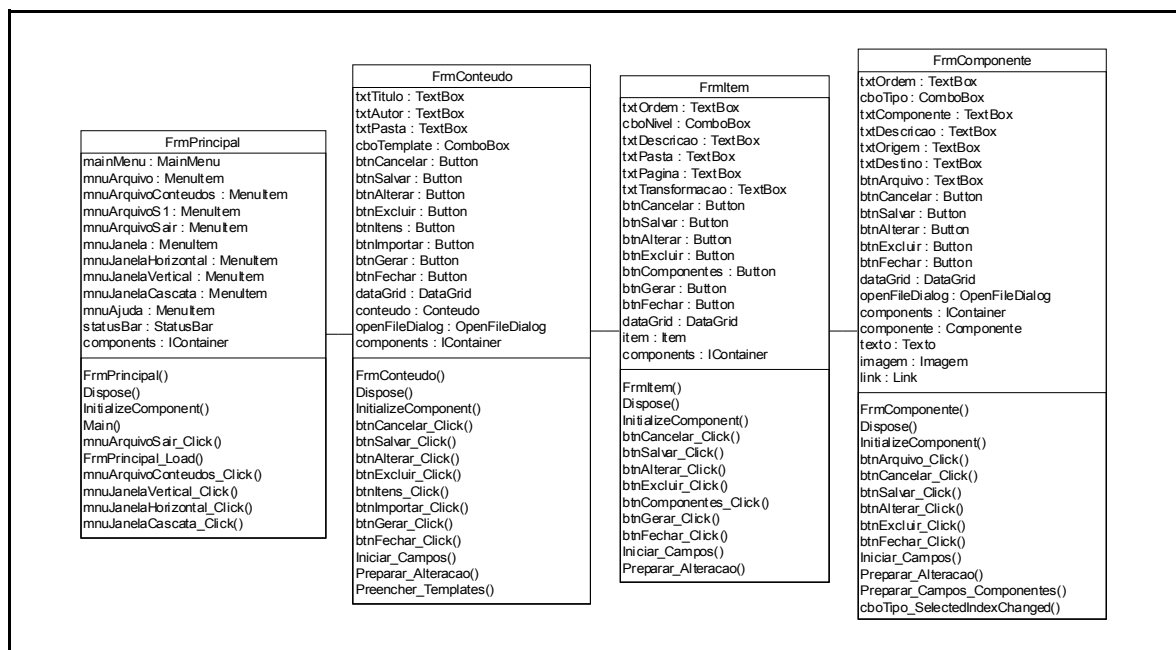 FrmPrincipal
mainMenu : MainMenu
mnuArquivo : MenuItem
mnuArquivoConteudos : MenuItem
mnuArquivoS1 : MenuItem
mnuArquivoSair : MenuItem
mnuJanela : MenuItem
mnuJanelaHorizontal : MenuItem
mnuJanelaVertical : MenuItem
mnuJanelaCascata : MenuItem
mnuAjuda : MenuItem
statusBar : StatusBar
components : IContainer
FrmPrincipal()
Dispose()
InitializeComponent()
Main()
mnuArquivoSair_Click()
FrmPrincipal_Load()
mnuArquivoConteudos_Click()
mnuJanelaVertical_Click()
mnuJanelaHorizontal_Click()
mnuJanelaCascata_Click()
FrmConteudo
txtTitulo : TextBox
txtAutor : TextBox
txtPasta : TextBox
cboTemplate : ComboBox
btnCancelar : Button
btnSalvar : Button
btnAlterar : Button
btnExcluir : Button
btnItens : Button
btnImportar : Button
btnGerar : Button
btnFechar : Button
dataGrid : DataGrid
conteudo : Conteudo
openFileDialog : OpenFileDialog
components : IContainer
FrmConteudo()
Dispose()
InitializeComponent()
btnCancelar_Click()
btnSalvar_Click()
btnAlterar_Click()
btnExcluir_Click()
btnItens_Click()
btnImportar_Click()
btnGerar_Click()
btnFechar_Click()
Iniciar_Campos()
Preparar_Alteracao()
Preencher_Templates()
FrmItem
txtOrdem : TextBox
cboNivel : ComboBox
txtDescricao : TextBox
txtPasta : TextBox
txtPagina : TextBox
txtTransformacao : TextBox
btnCancelar : Button
btnSalvar : Button
btnAlterar : Button
btnExcluir : Button
btnComponentes : Button
btnGerar : Button
btnFechar : Button
dataGrid : DataGrid
item : Item
components : IContainer
FrmItem()
Dispose()
InitializeComponent()
btnCancelar_Click()
btnSalvar_Click()
btnAlterar_Click()
btnExcluir_Click()
btnComponentes_Click()
btnGerar_Click()
btnFechar_Click()
Iniciar_Campos()
Preparar_Alteracao()
FrmComponente
txtOrdem : TextBox
cboTipo : ComboBox
txtComponente : TextBox
txtDescricao : TextBox
txtOrigem : TextBox
txtDestino : TextBox
btnArquivo : TextBox
btnCancelar : Button
btnSalvar : Button
btnAlterar : Button
btnExcluir : Button
btnFechar : Button
dataGrid : DataGrid
openFileDialog : OpenFileDialog
components : IContainer
componente : Componente
texto : Texto
imagem : Imagem
link : Link
FrmComponente()
Dispose()
InitializeComponent()
btnArquivo_Click()
btnCancelar_Click()
btnSalvar_Click()
btnAlterar_Click()
btnExcluir_Click()
btnFechar_Click()
Iniciar_Campos()
Preparar_Alteracao()
Preparar_Campos_Componentes()
cboTipo_SelectedIndexChanged()